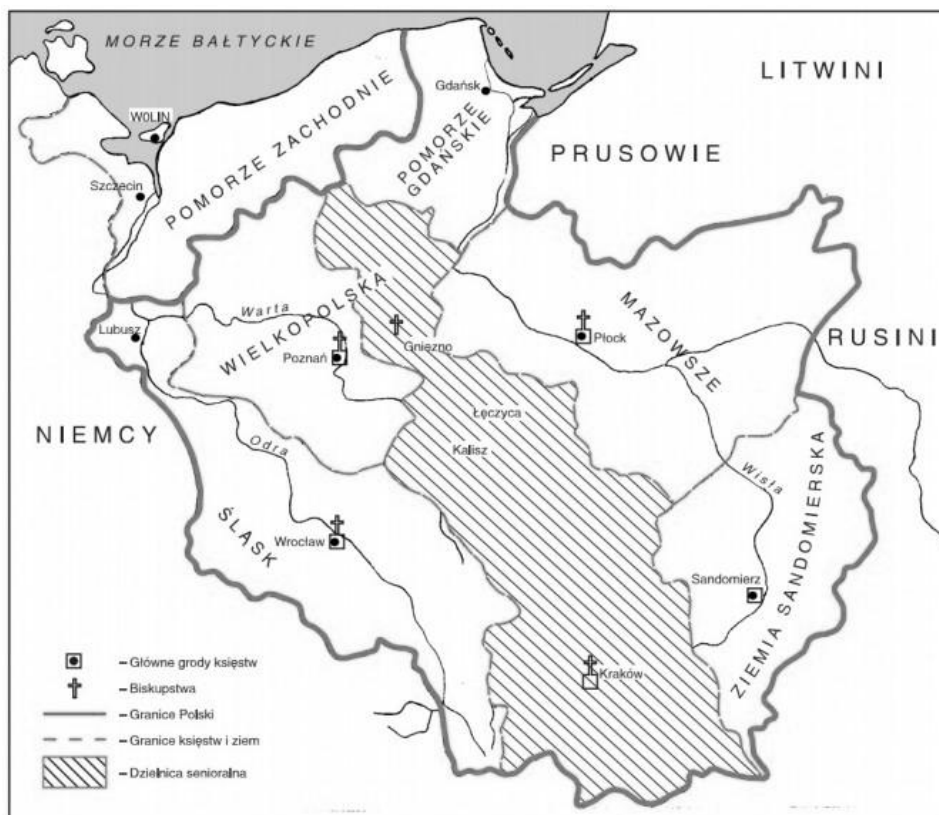 MORZE BAŁTYCKIE
LITWINI
Gdańsk
WOLIN
POMORZE ZACHODNIE
POMORZE
GDAŃSKIE
PRUSOWIE
Szczecin
Lubusz
Warta
WIELKOPOLSKA
Gniezno
Poznań
MAZOWSZE
Płock
RUSINI
NIEMCY
Odra
Łęczyca
Kalisz
Wisła
ŚLĄSK
Wrocław
Sandomierz
ZIEMIA SANDOMIERSKA
Kraków
– Główne grody księstw
– Biskupstwa
– Granice Polski
– Granice księstw i ziem
– Dzielnica senioralna